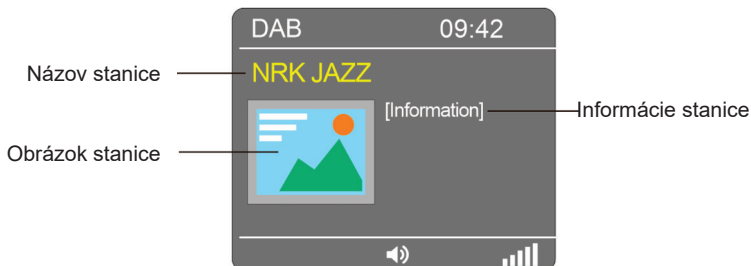 DAB 09:42
Názov stanice NRK JAZZ
[Information] Informácie stanice
Obrázok stanice